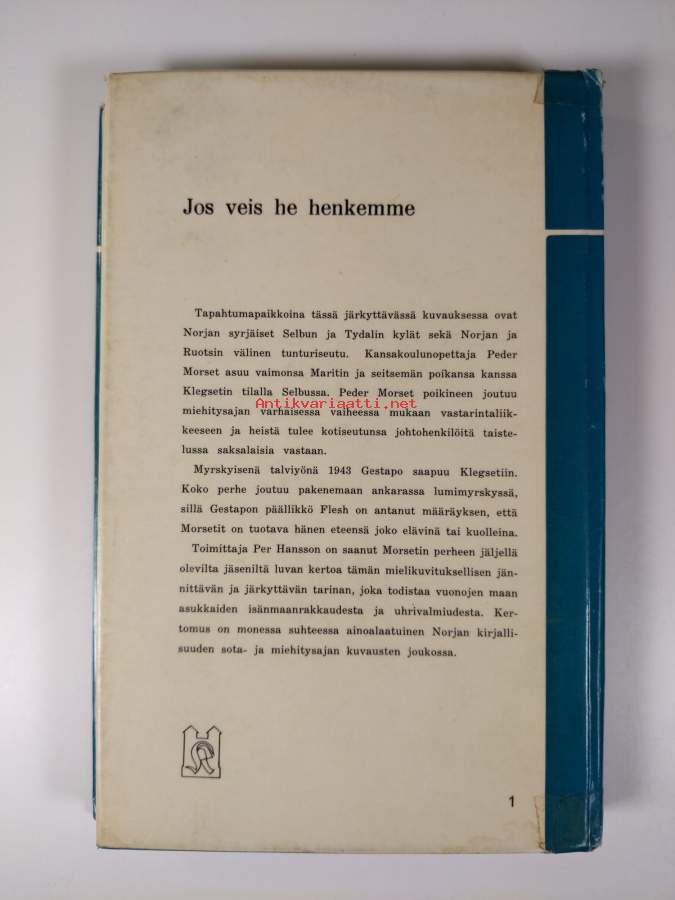 Jos veis he henkemme
Tapahtumapaikkoina tässä järkyttävässä kuvauksessa ovat
Norjan syrjäiset Selbun ja Tydalin kylät sekä Norjan ja
Ruotsin välinen tunturiseutu. Kansakoulunopettaja Peder
Morset asuu vaimonsa Maritin ja seitsemän poikansa kanssa
Klegsetin tilalla Selbussa. Peder Morset poikineen joutuu
Antikvariaatti.net
miehitysajan varhaisessa vaiheessa mukaan vastarintaliik-
keeseen ja heistä tulee kotiseutunsa johtohenkilöitä taiste-
lussa saksalaisia vastaan.
Myrskyisenä talviyönä 1943 Gestapo saapuu Klegsetiin.
Koko perhe joutuu pakenemaan ankarassa lumimyrskyssä,
sillä Gestapon päällikkö Flesh on antanut määräyksen, että
Morsetit on tuotava hänen eteensä joko elävinä tai kuolleina.
Toimittaja Per Hansson on saanut Morsetin perheen jäljellä
olevilta jäseniltä luvan kertoa tämän mielikuvituksellisen jän-
nittävän ja järkyttävän tarinan, joka todistaa vuonojen maan
asukkaiden isänmaanrakkaudesta ja uhrivalmiudesta. Ker-
tomus on monessa suhteessa ainoalaatuinen Norjan kirjalli-
suuden sota- ja miehitysajan kuvausten joukossa.
1